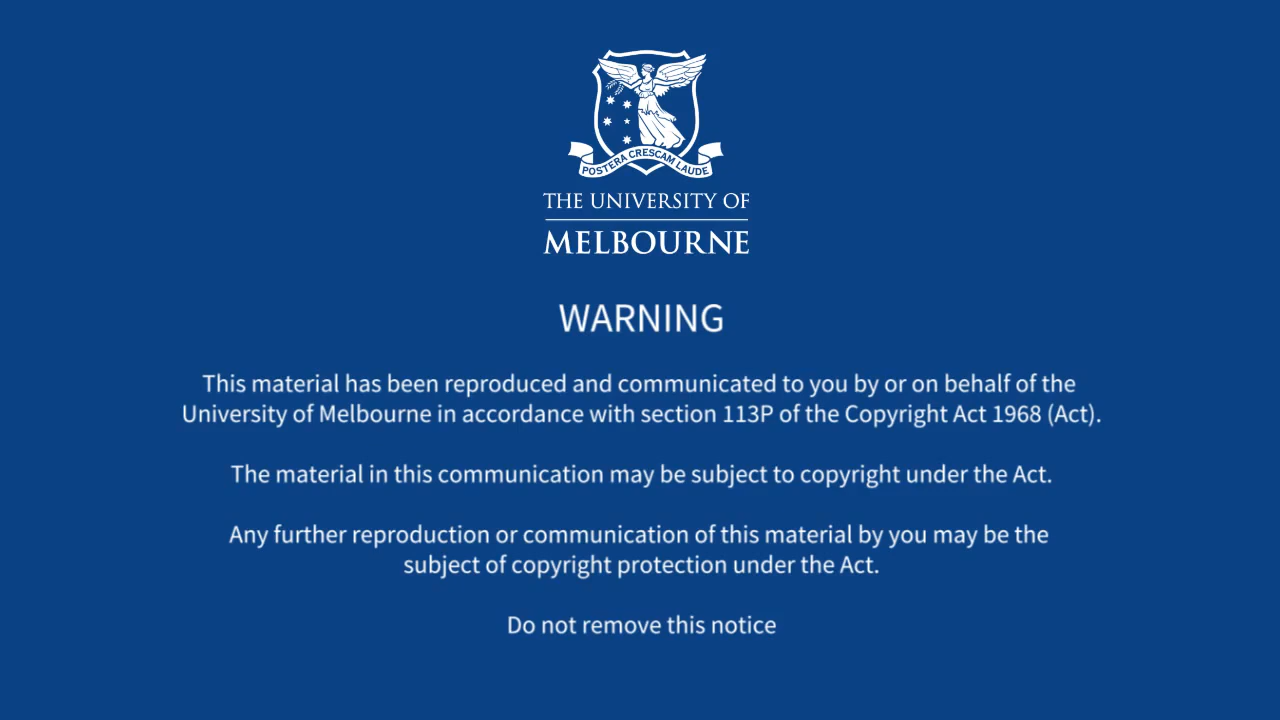 POSTERA CRESCAM LAUDE
THE UNIVERSITY OF
MELBOURNE
WARNING
This material has been reproduced and communicated to you by or on behalf of the
University of Melbourne in accordance with section 113P of the Copyright Act 1968 (Act).
The material in this communication may be subject to copyright under the Act.
Any further reproduction or communication of this material by you may be the
subject of copyright protection under the Act.
Do not remove this notice